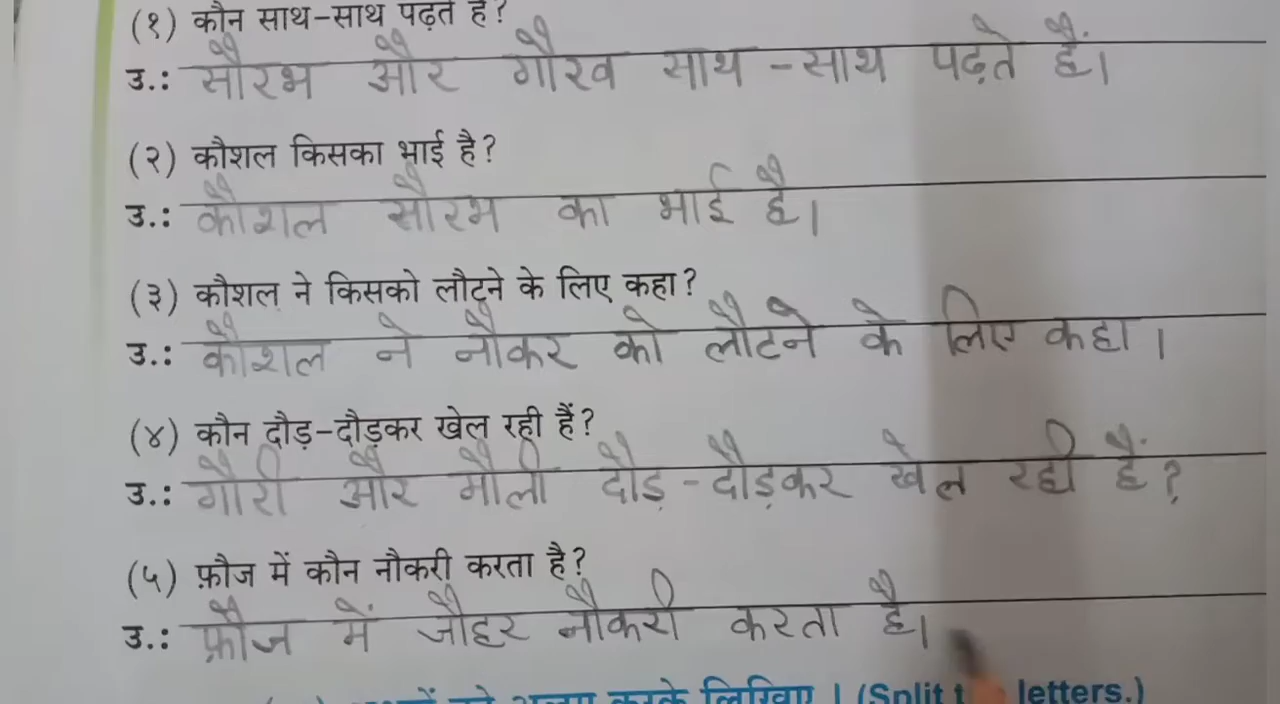 (१) कौन साथ-साथ पढ़ते हैं?
उ.: सौरभ और गौरव साथ-साथ पढ़ते हैं।
(२) कौशल किसका भाई है?
उ.: कौशल सौरभ का भाई है।
(३) कौशल ने किसको लौटने के लिए कहा?
उ.: कौशल ने नौकर को लौटने के लिए कहा।
(४) कौन दौड़-दौड़कर खेल रही हैं?
उ.: गौरी और मौली दौड़-दौड़कर खेल रही हैं?
(५) फ़ौज में कौन नौकरी करता है?
उ.: फ़ौज में जौहर नौकरी करता है।
करके लिखिए । (Split letters.)